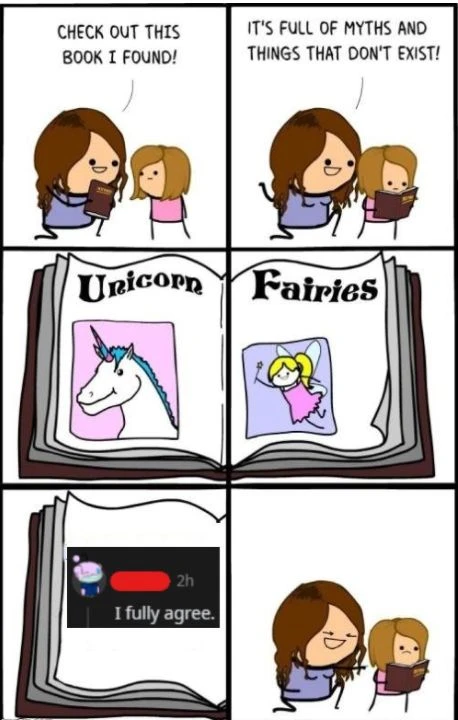 CHECK OUT THIS
BOOK I FOUND!
IT'S FULL OF MYTHS AND
THINGS THAT DON'T EXIST!
Unicorn
Fairies
2h
I fully agree.